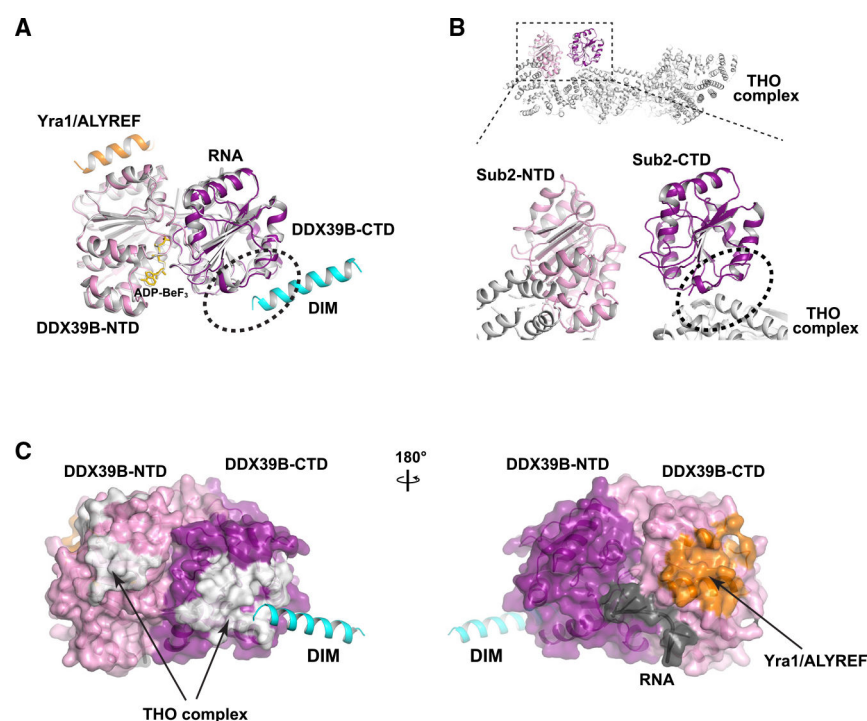 A
Yra1/ALYREF
RNA
DDX39B-CTD
ADP-BeF₃
DIM
DDX39B-NTD
B
THO
complex
Sub2-NTD
Sub2-CTD
THO
complex
C
DDX39B-NTD
DDX39B-CTD
DIM
THO complex
180°
DDX39B-NTD
DDX39B-CTD
DIM
RNA
Yra1/ALYREF